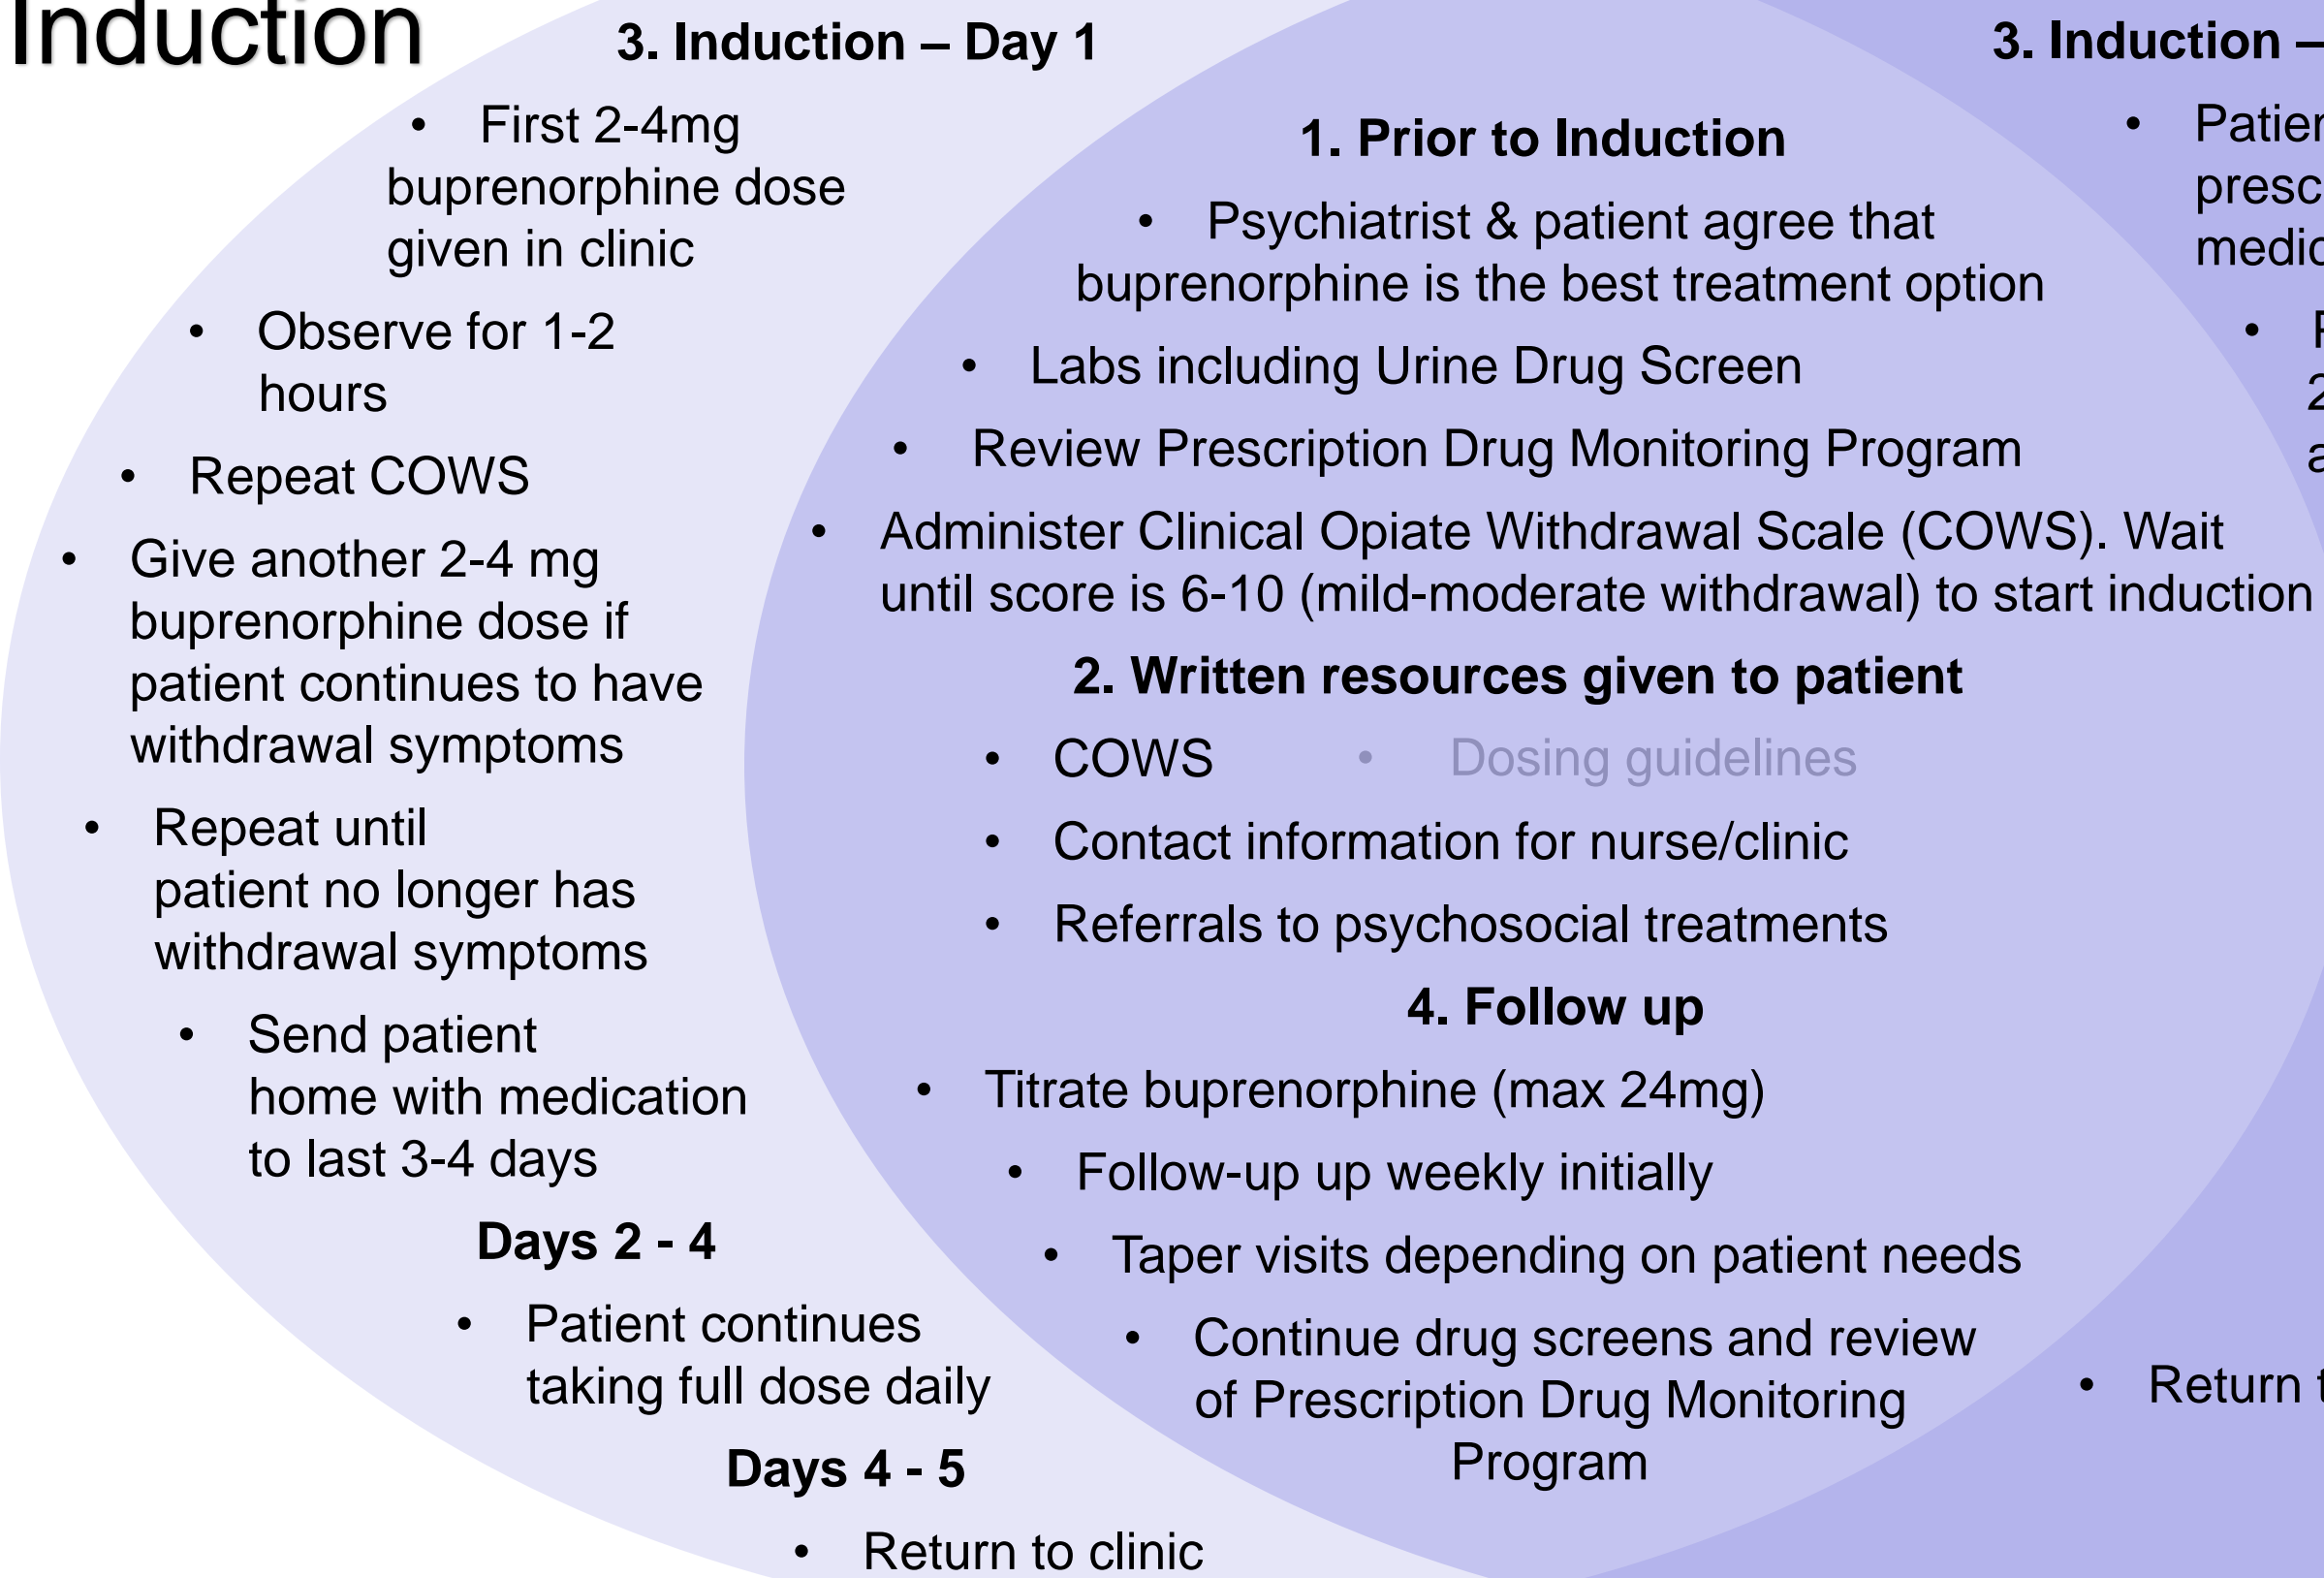 Induction
3. Induction – Day 1
• First 2-4mg
buprenorphine dose
given in clinic
• Observe for 1-2
hours
• Repeat COWS
• Give another 2-4 mg
buprenorphine dose if
patient continues to have
withdrawal symptoms
• Repeat until
patient no longer has
withdrawal symptoms
• Send patient
home with medication
to last 3-4 days
Days 2 - 4
• Patient continues
taking full dose daily
Days 4 - 5
• Return to clinic
1. Prior to Induction
• Psychiatrist & patient agree that
buprenorphine is the best treatment option
• Labs including Urine Drug Screen
• Review Prescription Drug Monitoring Program
• Administer Clinical Opiate Withdrawal Scale (COWS). Wait
until score is 6-10 (mild-moderate withdrawal) to start induction
2. Written resources given to patient
• COWS • Dosing guidelines
• Contact information for nurse/clinic
• Referrals to psychosocial treatments
4. Follow up
• Titrate buprenorphine (max 24mg)
• Follow-up up weekly initially
• Taper visits depending on patient needs
• Continue drug screens and review
of Prescription Drug Monitoring
Program
3. Induction –
•
•
• Return